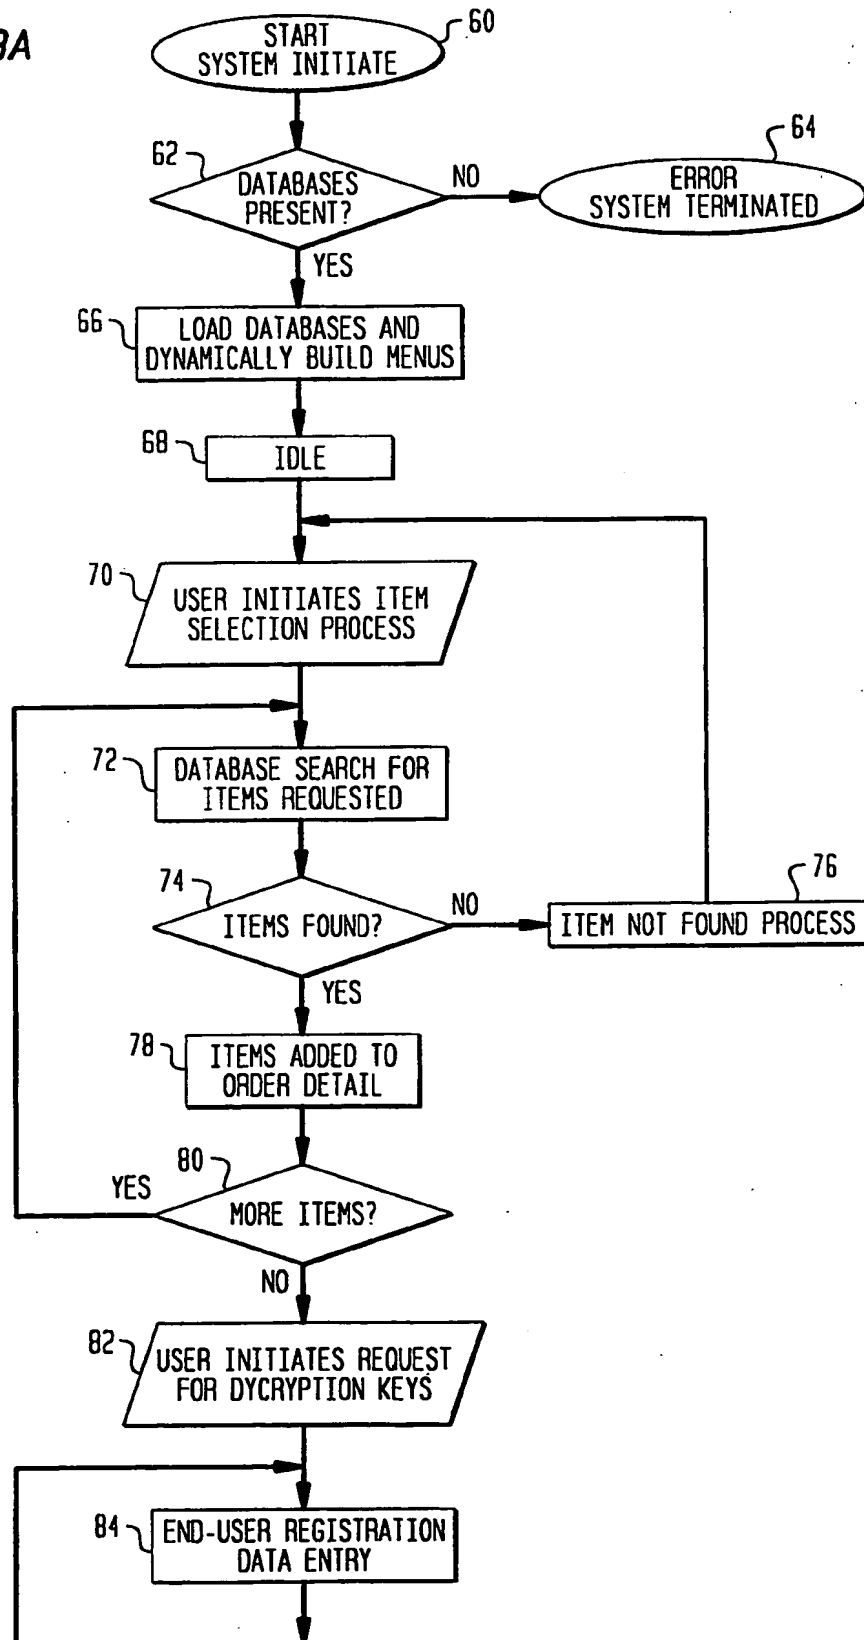 3A
60
START
SYSTEM INITIATE
62
DATABASES
PRESENT?
NO
64
ERROR
SYSTEM TERMINATED
YES
66
LOAD DATABASES AND
DYNAMICALLY BUILD MENUS
68
IDLE
70
USER INITIATES ITEM
SELECTION PROCESS
72
DATABASE SEARCH FOR
ITEMS REQUESTED
74
ITEMS FOUND?
NO
76
ITEM NOT FOUND PROCESS
YES
78
ITEMS ADDED TO
ORDER DETAIL
80
YES
MORE ITEMS?
NO
82
USER INITIATES REQUEST
FOR DYCRYPTION KEYS
84
END-USER REGISTRATION
DATA ENTRY